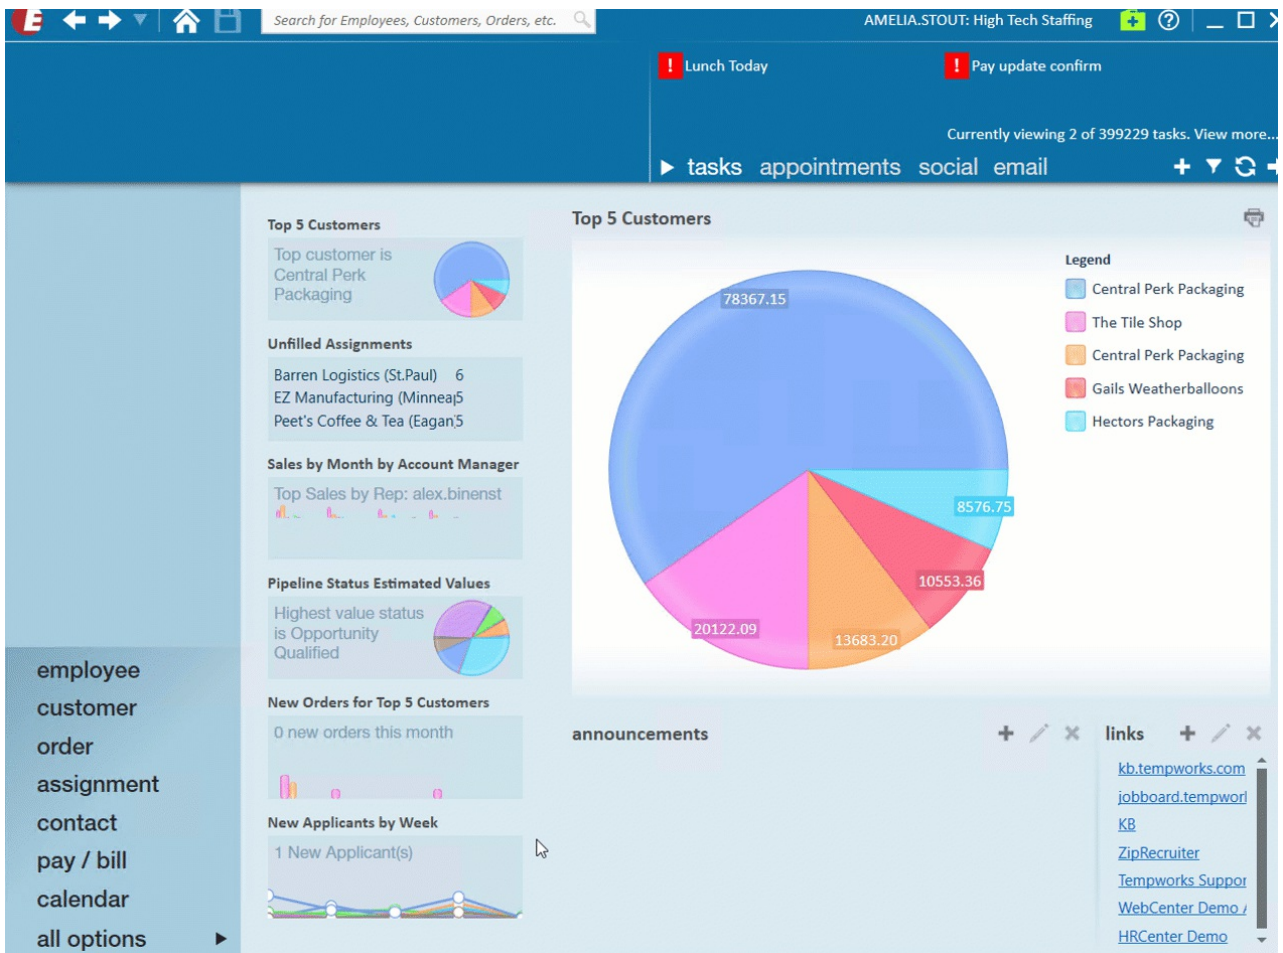 E
Search for Employees, Customers, Orders, etc.
AMELIA.STOUT: High Tech Staffing
! Lunch Today
! Pay update confirm
Currently viewing 2 of 399229 tasks. View more...
tasks appointments social email
Top 5 Customers
Top customer is
Central Perk
Packaging
Unfilled Assignments
Barren Logistics (St.Paul) 6
EZ Manufacturing (Minneap 5
Peet's Coffee & Tea (Eagan 5
Sales by Month by Account Manager
Top Sales by Rep: alex.binenst
Pipeline Status Estimated Values
Highest value status
is Opportunity
Qualified
New Orders for Top 5 Customers
0 new orders this month
New Applicants by Week
1 New Applicant(s)
Top 5 Customers
78367.15
8576.75
10553.36
20122.09
13683.20
Legend
Central Perk Packaging
The Tile Shop
Central Perk Packaging
Gails Weatherballoons
Hectors Packaging
announcements
links
kb.tempworks.com
jobboard.tempworl
KB
ZipRecruiter
Tempworks Suppor
WebCenter Demo /
HRCenter Demo
employee
customer
order
assignment
contact
pay / bill
calendar
all options